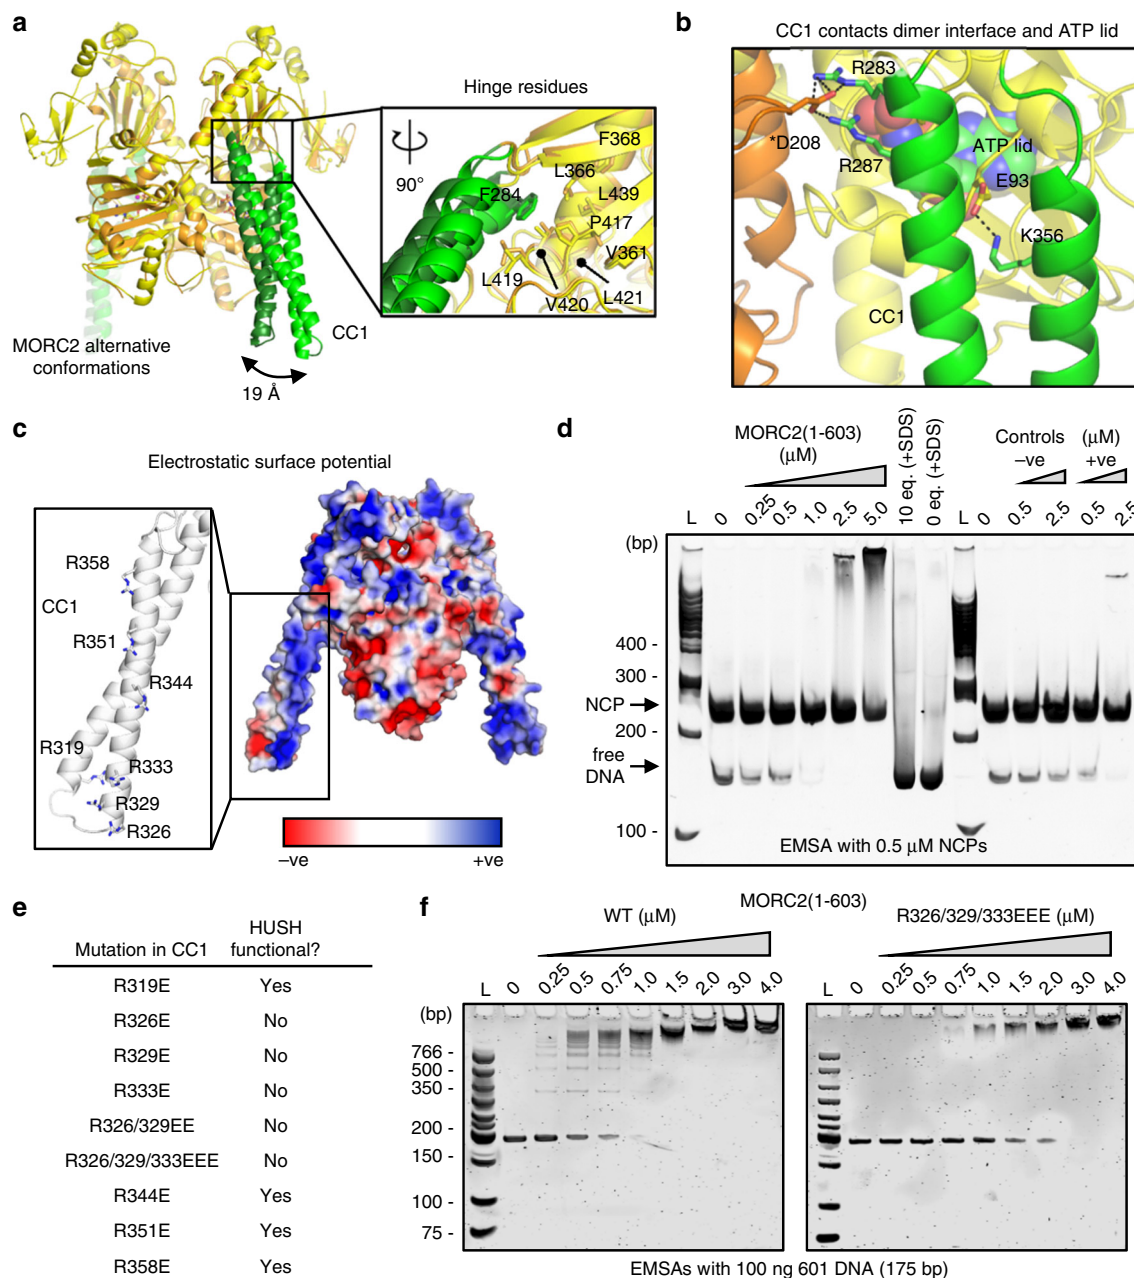 a
Hinge residues
90°
F368
L366
F284
L439
P417
V361
L419
V420
L421
CC1
MORC2 alternative
conformations
19 Å
b
CC1 contacts dimer interface and ATP lid
R283
*D208
ATP lid
R287
E93
K356
CC1
c
Electrostatic surface potential
R358
CC1
R351
R344
R319
R333
R329
R326
–ve
+ve
d
MORC2(1-603)
(μM)
Controls (μM)
–ve +ve
L 0 0.25 0.5 1.0 2.5 5.0 10 eq. (+SDS) 0 eq. (+SDS) L 0 0.5 2.5 0.5 2.5
(bp)
400 -
300 -
NCP
200 -
free
DNA
100 -
EMSA with 0.5 μM NCPs
e
Mutation in CC1 HUSH functional?
R319E Yes
R326E No
R329E No
R333E No
R326/329EE No
R326/329/333EEE No
R344E Yes
R351E Yes
R358E Yes
f
MORC2(1-603)
WT (μM)
R326/329/333EEE (μM)
L 0 0.25 0.5 0.75 1.0 1.5 2.0 3.0 4.0
L 0 0.25 0.5 0.75 1.0 1.5 2.0 3.0 4.0
(bp)
766 -
500 -
350 -
200 -
150 -
100 -
75 -
EMSAs with 100 ng 601 DNA (175 bp)